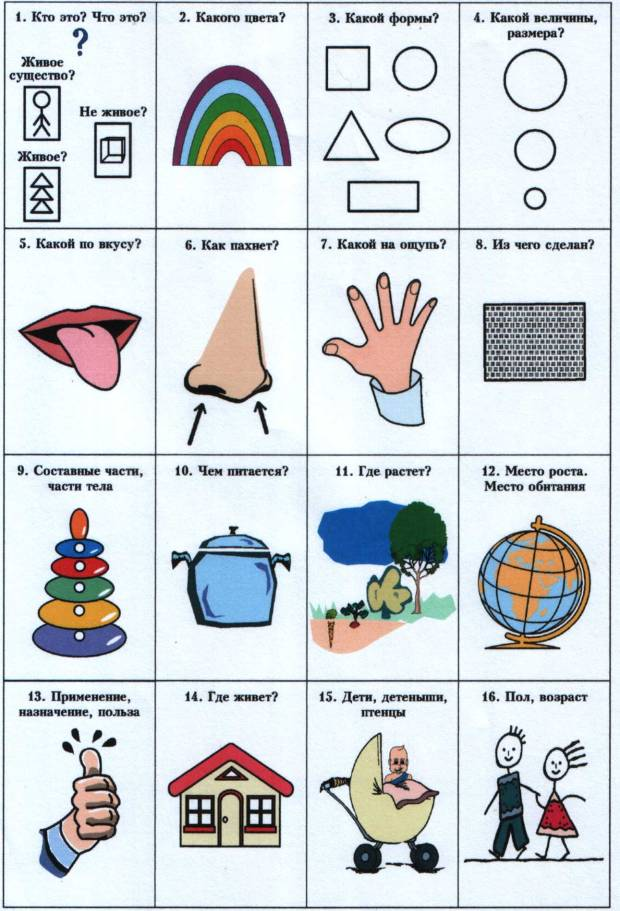 1. Кто это? Что это?
?
Живое
существо?
Не живое?
Живое?
2. Какого цвета?
3. Какой формы?
4. Какой величины,
размера?
5. Какой по вкусу?
6. Как пахнет?
7. Какой на ощупь?
8. Из чего сделан?
9. Составные части,
части тела
10. Чем питается?
11. Где растет?
12. Место роста.
Место обитания
13. Применение,
назначение, польза
14. Где живет?
15. Дети, детеныши,
птенцы
16. Пол, возраст